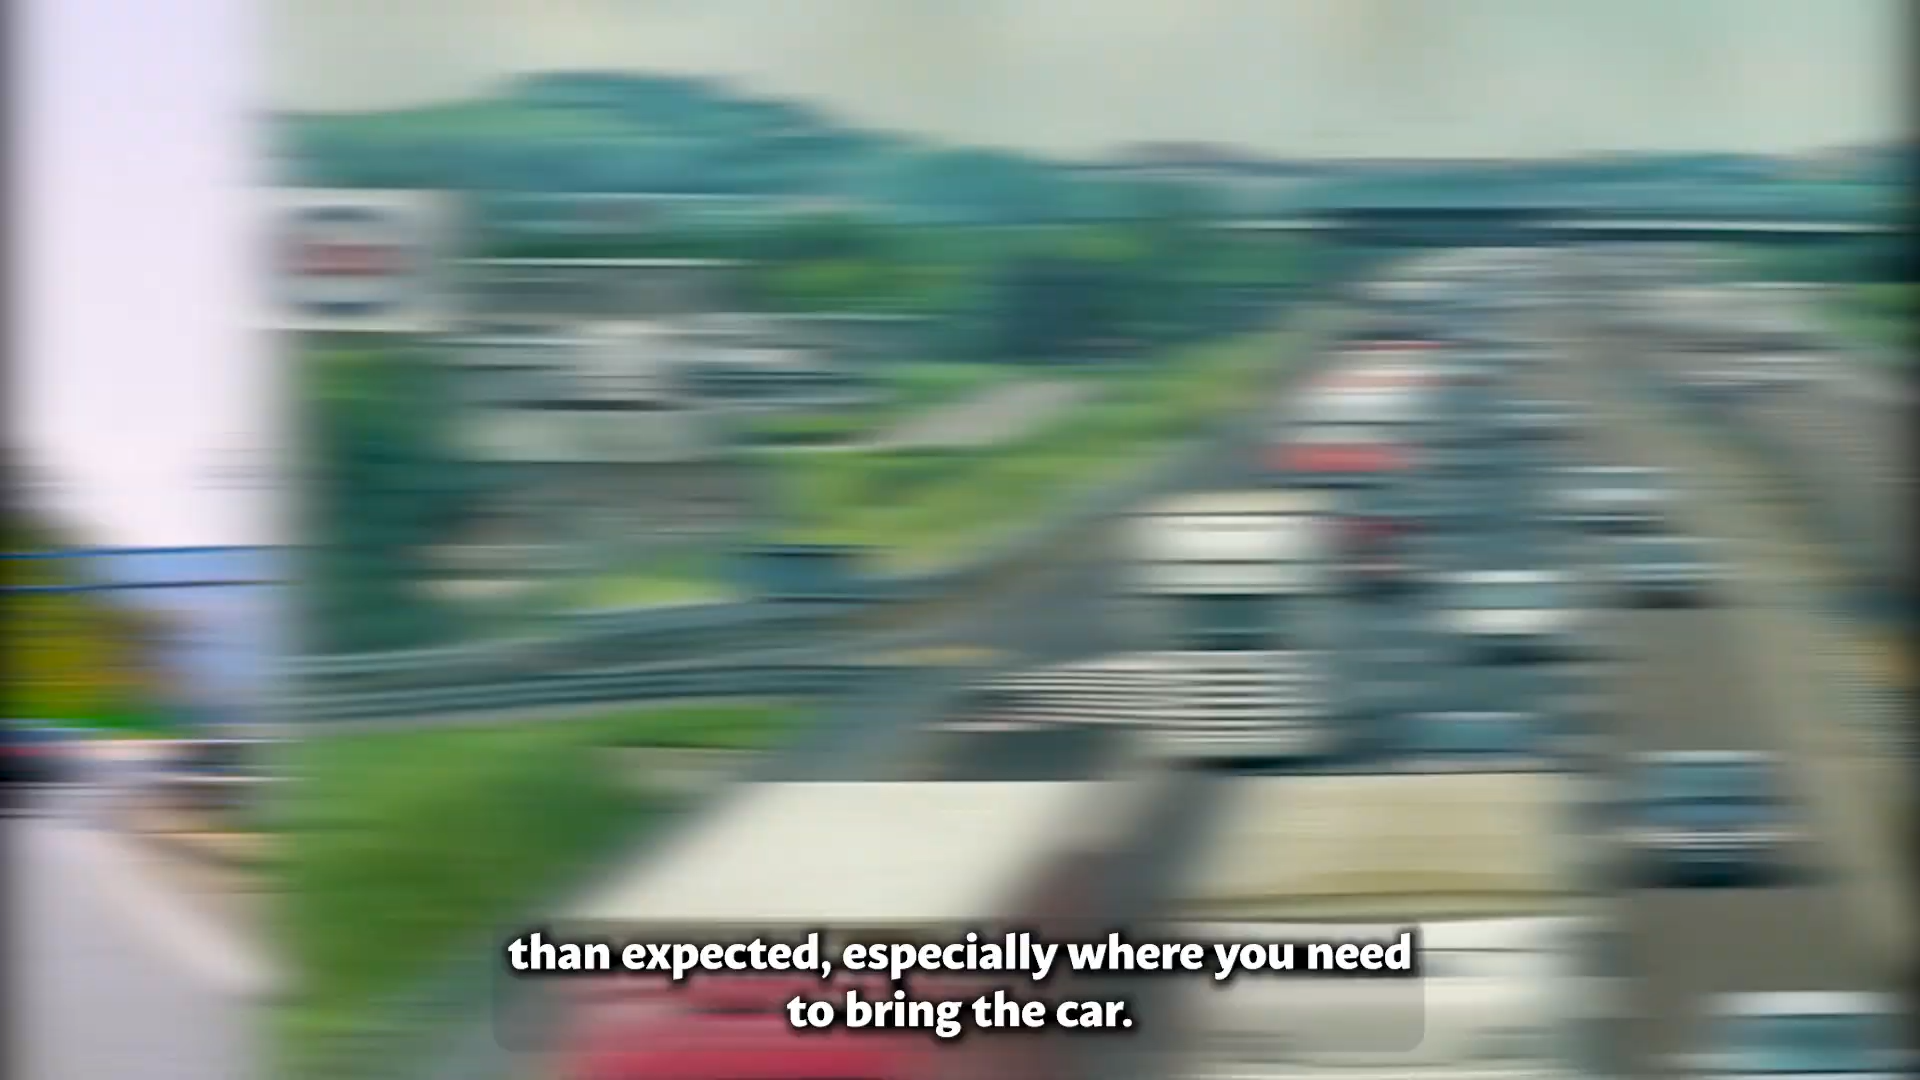 than expected, especially where you need
to bring the car.